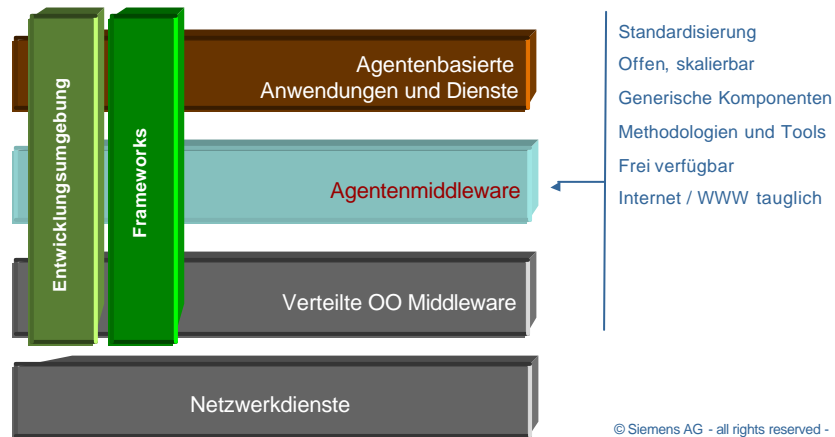 Entwicklungsumgebung
Frameworks
Agentenbasierte
Anwendungen und Dienste
Agentenmiddleware
Verteilte OO Middleware
Netzwerkdienste
Standardisierung
Offen, skalierbar
Generische Komponenten
Methodologien und Tools
Frei verfügbar
Internet / WWW tauglich
© Siemens AG - all rights reserved -